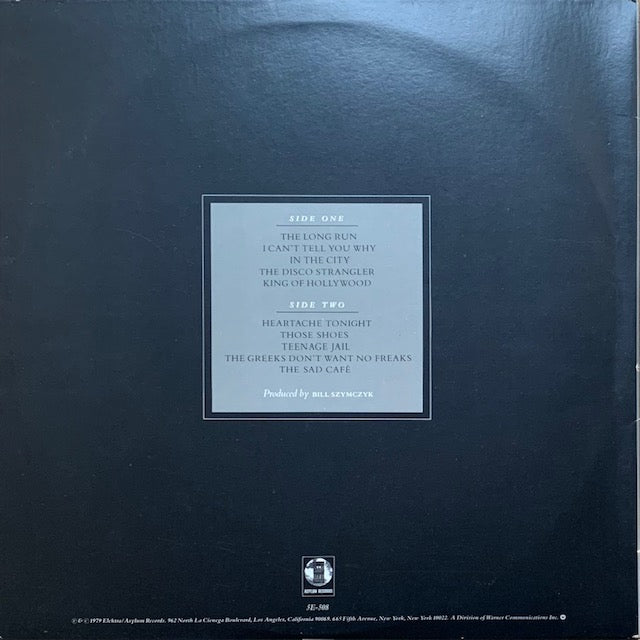 SIDE ONE
THE LONG RUN
I CAN'T TELL YOU WHY
IN THE CITY
THE DISCO STRANGLER
KING OF HOLLYWOOD
SIDE TWO
HEARTACHE TONIGHT
THOSE SHOES
TEENAGE JAIL
THE GREEKS DON'T WANT NO FREAKS
THE SAD CAFÉ
Produced by BILL SZYMCZYK
ASYLUM RECORDS
5E-508
℗ & © 1979 Elektra/Asylum Records. 962 North La Cienega Boulevard, Los Angeles, California 90069. 665 Fifth Avenue, New York, New York 10022. A Division of Warner Communications Inc.